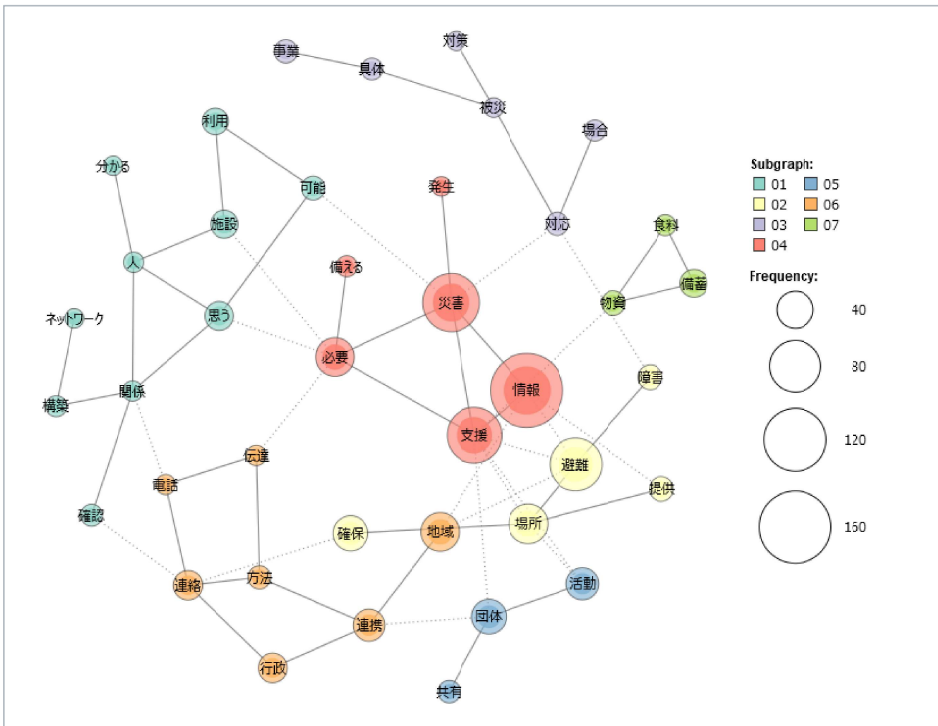 対策
事業
具体
被災
利用
場合
分かる
可能
発生
施設
対応
食料
人
備える
備蓄
災害
物資
ネットワーク
思う
必要
障害
情報
関係
構築
支援
伝達
避難
電話
提供
確認
確保
地域
場所
連絡
方法
活動
団体
連携
行政
共有
Subgraph:
01 05
02 06
03 07
04
Frequency:
40
80
120
160